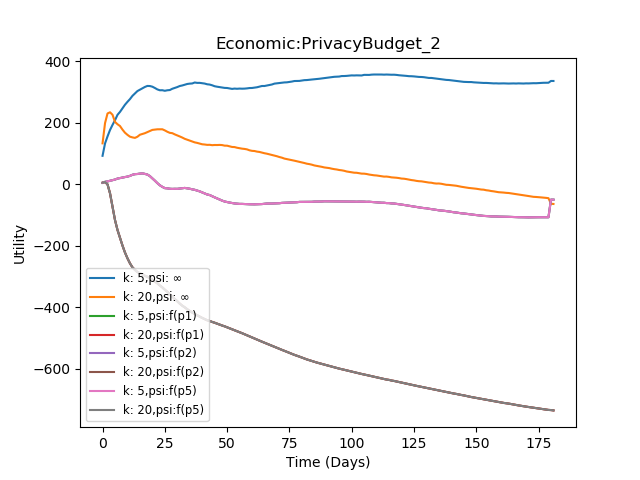 Economic:PrivacyBudget_2
400
200
0
−200
−400
−600
Utility
k: 5,psi: ∞
k: 20,psi: ∞
k: 5,psi:f(p1)
k: 20,psi:f(p1)
k: 5,psi:f(p2)
k: 20,psi:f(p2)
k: 5,psi:f(p5)
k: 20,psi:f(p5)
0 25 50 75 100 125 150 175
Time (Days)